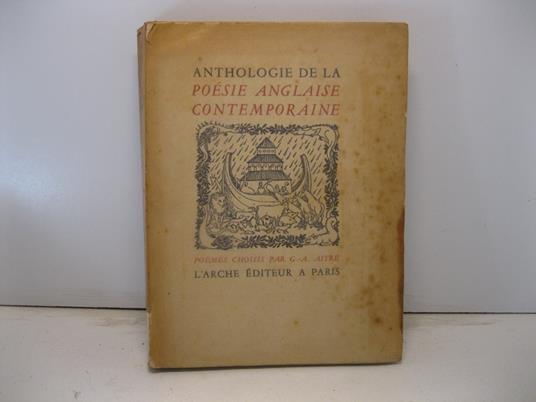 ANTHOLOGIE DE LA
POÉSIE ANGLAISE
CONTEMPORAINE
POÈMES CHOISIS PAR G.-A. ASTRE
L'ARCHE ÉDITEUR A PARIS